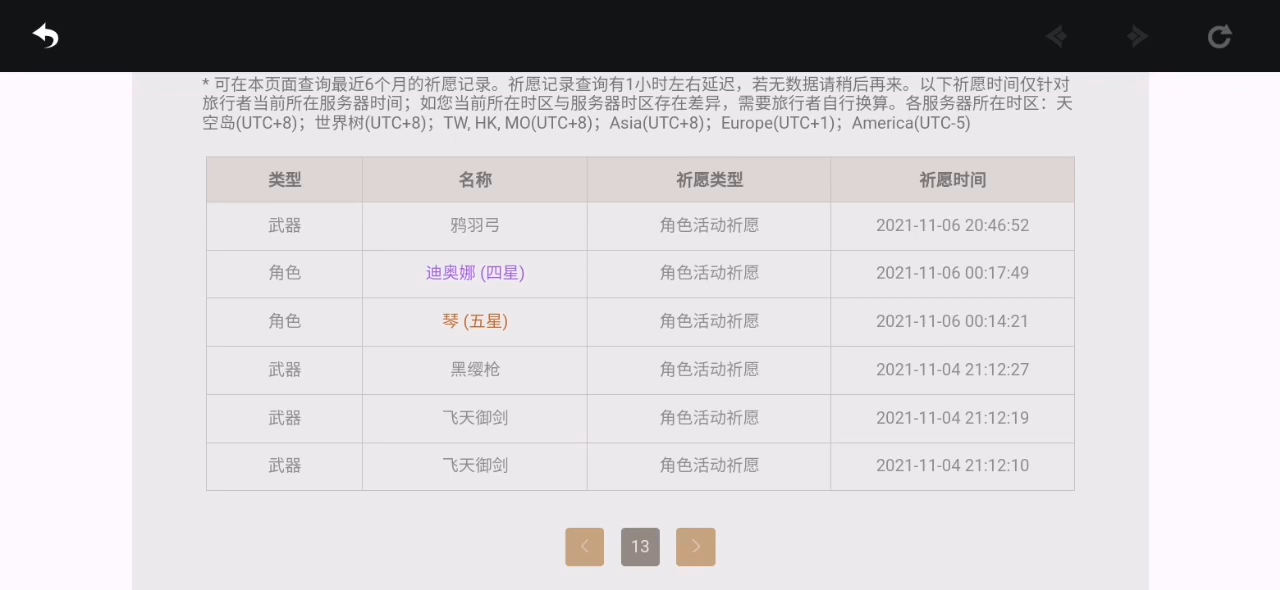 * 可在本页面查询最近6个月的祈愿记录。祈愿记录查询有1小时左右延迟，若无数据请稍后再来。以下祈愿时间仅针对
旅行者当前所在服务器时间；如您当前所在时区与服务器时区存在差异，需要旅行者自行换算。各服务器所在时区：天
空岛(UTC+8)；世界树(UTC+8)；TW, HK, MO(UTC+8)；Asia(UTC+8)；Europe(UTC+1)；America(UTC-5)
类型 名称 祈愿类型 祈愿时间
武器 鸦羽弓 角色活动祈愿 2021-11-06 20:46:52
角色 迪奥娜 (四星) 角色活动祈愿 2021-11-06 00:17:49
角色 琴 (五星) 角色活动祈愿 2021-11-06 00:14:21
武器 黑缨枪 角色活动祈愿 2021-11-04 21:12:27
武器 飞天御剑 角色活动祈愿 2021-11-04 21:12:19
武器 飞天御剑 角色活动祈愿 2021-11-04 21:12:10
13